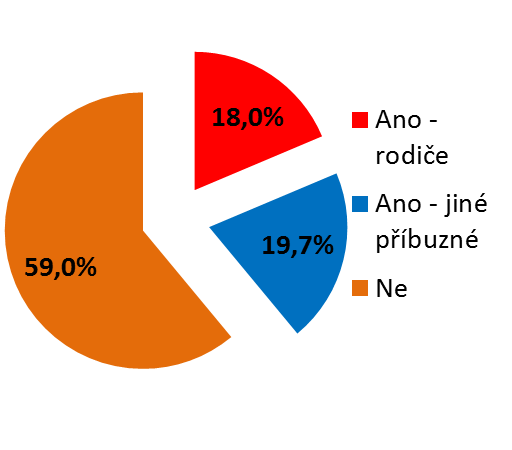 18,0%
19,7%
59,0%
Ano -
rodiče
Ano - jiné
příbuzné
Ne